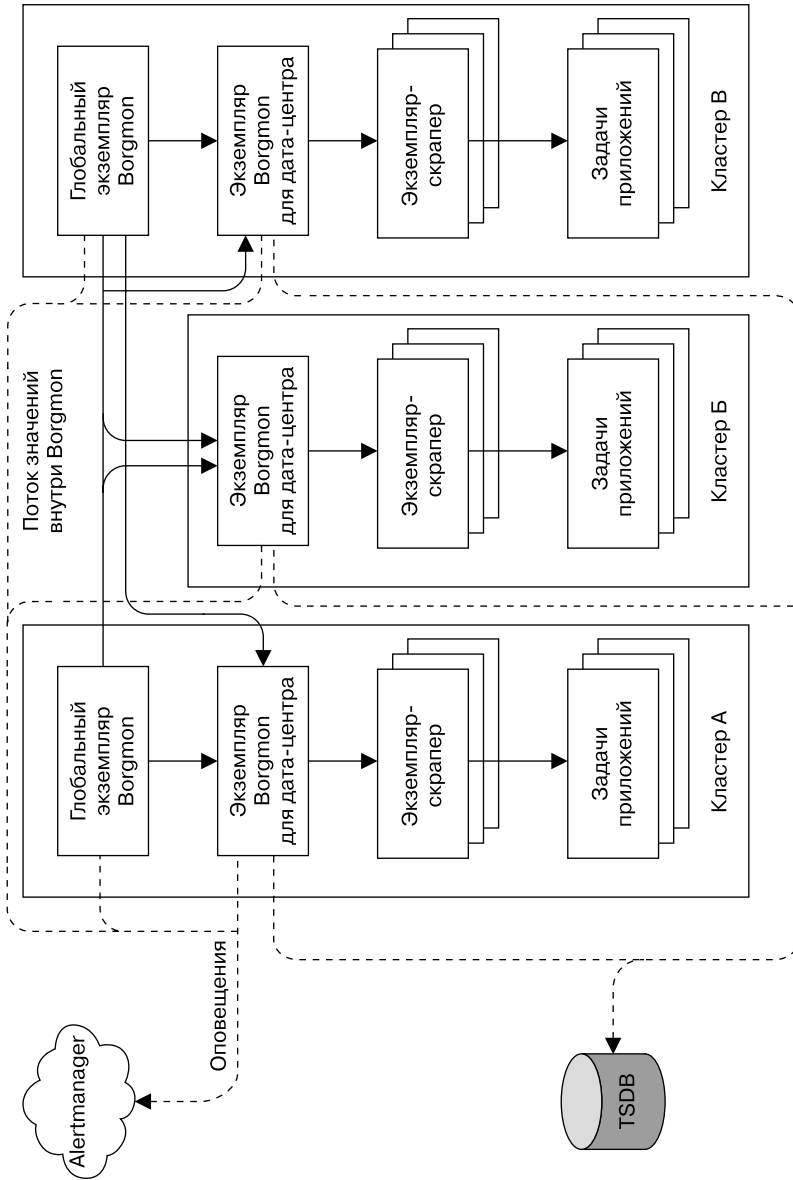 Alertmanager
Оповещения
TSDB
Глобальный
экземпляр
Borgmon
Экземпляр
Borgmon
для дата-центра
Экземпляр-
скрапер
Задачи
приложений
Кластер А
Поток значений
внутри Borgmon
Экземпляр
Borgmon
для дата-центра
Экземпляр-
скрапер
Задачи
приложений
Кластер Б
Глобальный
экземпляр
Borgmon
Экземпляр
Borgmon
для дата-центра
Экземпляр-
скрапер
Задачи
приложений
Кластер В